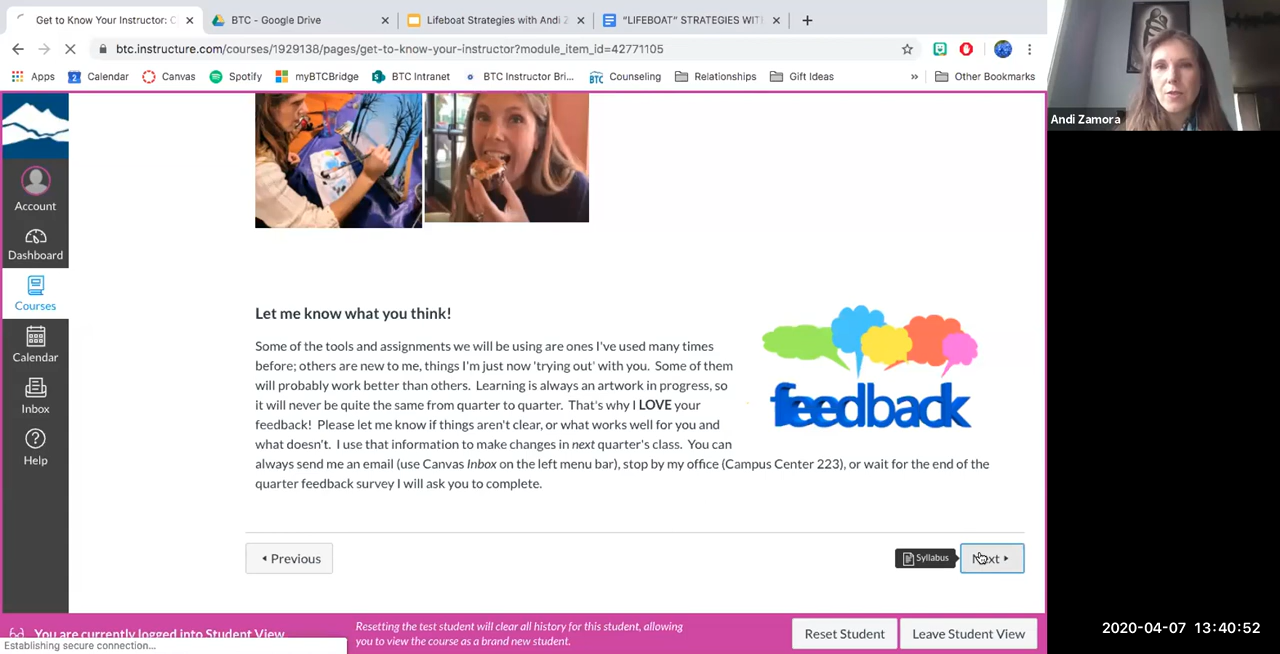 Get to Know Your Instructor: C
BTC - Google Drive
Lifeboat Strategies with Andi Z
"LIFEBOAT" STRATEGIES WIT
btc.instructure.com/courses/1929138/pages/get-to-know-your-instructor?module_item_id=42771105
Apps
Calendar
Canvas
Spotify
myBTCBridge
BTC Intranet
BTC Instructor Bri...
BTC
Counseling
Relationships
Gift Ideas
»
Other Bookmarks
Andi Zamora
Account
Dashboard
Courses
Calendar
Inbox
Help
Let me know what you think!
Some of the tools and assignments we will be using are ones I've used many times
before; others are new to me, things I'm just now 'trying out' with you. Some of them
will probably work better than others. Learning is always an artwork in progress, so
it will never be quite the same from quarter to quarter. That's why I LOVE your
feedback! Please let me know if things aren't clear, or what works well for you and
what doesn't. I use that information to make changes in next quarter's class. You can
always send me an email (use Canvas Inbox on the left menu bar), stop by my office (Campus Center 223), or wait for the end of the
quarter feedback survey I will ask you to complete.
feedback
Previous
Syllabus
Next
You are currently logged into Student View
Resetting the test student will clear all history for this student, allowing
you to view the course as a brand new student.
Reset Student
Leave Student View
Establishing secure connection...
2020-04-07 13:40:52